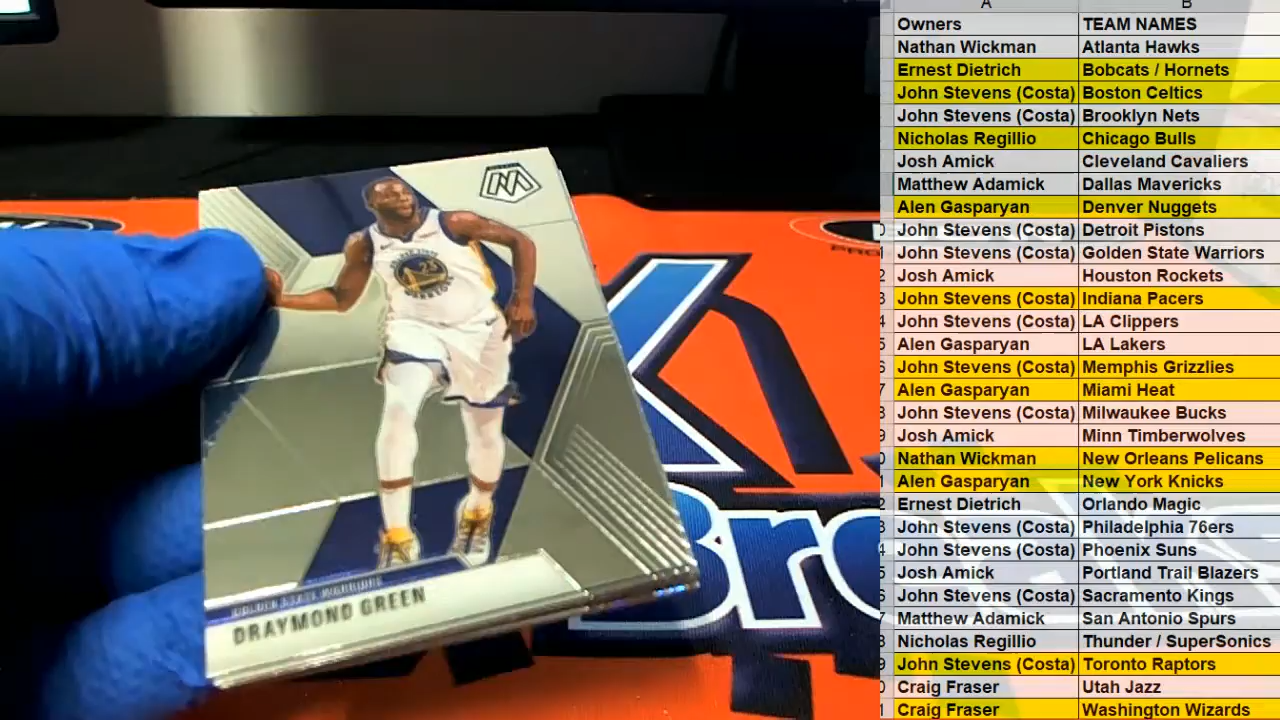 GOLDEN STATE WARRIORS
DRAYMOND GREEN
GOLDEN STATE
23
WARRIORS
A B
Owners TEAM NAMES
Nathan Wickman Atlanta Hawks
Ernest Dietrich Bobcats / Hornets
John Stevens (Costa) Boston Celtics
John Stevens (Costa) Brooklyn Nets
Nicholas Regillio Chicago Bulls
Josh Amick Cleveland Cavaliers
Matthew Adamick Dallas Mavericks
Alen Gasparyan Denver Nuggets
John Stevens (Costa) Detroit Pistons
John Stevens (Costa) Golden State Warriors
Josh Amick Houston Rockets
John Stevens (Costa) Indiana Pacers
John Stevens (Costa) LA Clippers
Alen Gasparyan LA Lakers
John Stevens (Costa) Memphis Grizzlies
Alen Gasparyan Miami Heat
John Stevens (Costa) Milwaukee Bucks
Josh Amick Minn Timberwolves
Nathan Wickman New Orleans Pelicans
Alen Gasparyan New York Knicks
Ernest Dietrich Orlando Magic
John Stevens (Costa) Philadelphia 76ers
John Stevens (Costa) Phoenix Suns
Josh Amick Portland Trail Blazers
John Stevens (Costa) Sacramento Kings
Matthew Adamick San Antonio Spurs
Nicholas Regillio Thunder / SuperSonics
John Stevens (Costa) Toronto Raptors
Craig Fraser Utah Jazz
Craig Fraser Washington Wizards